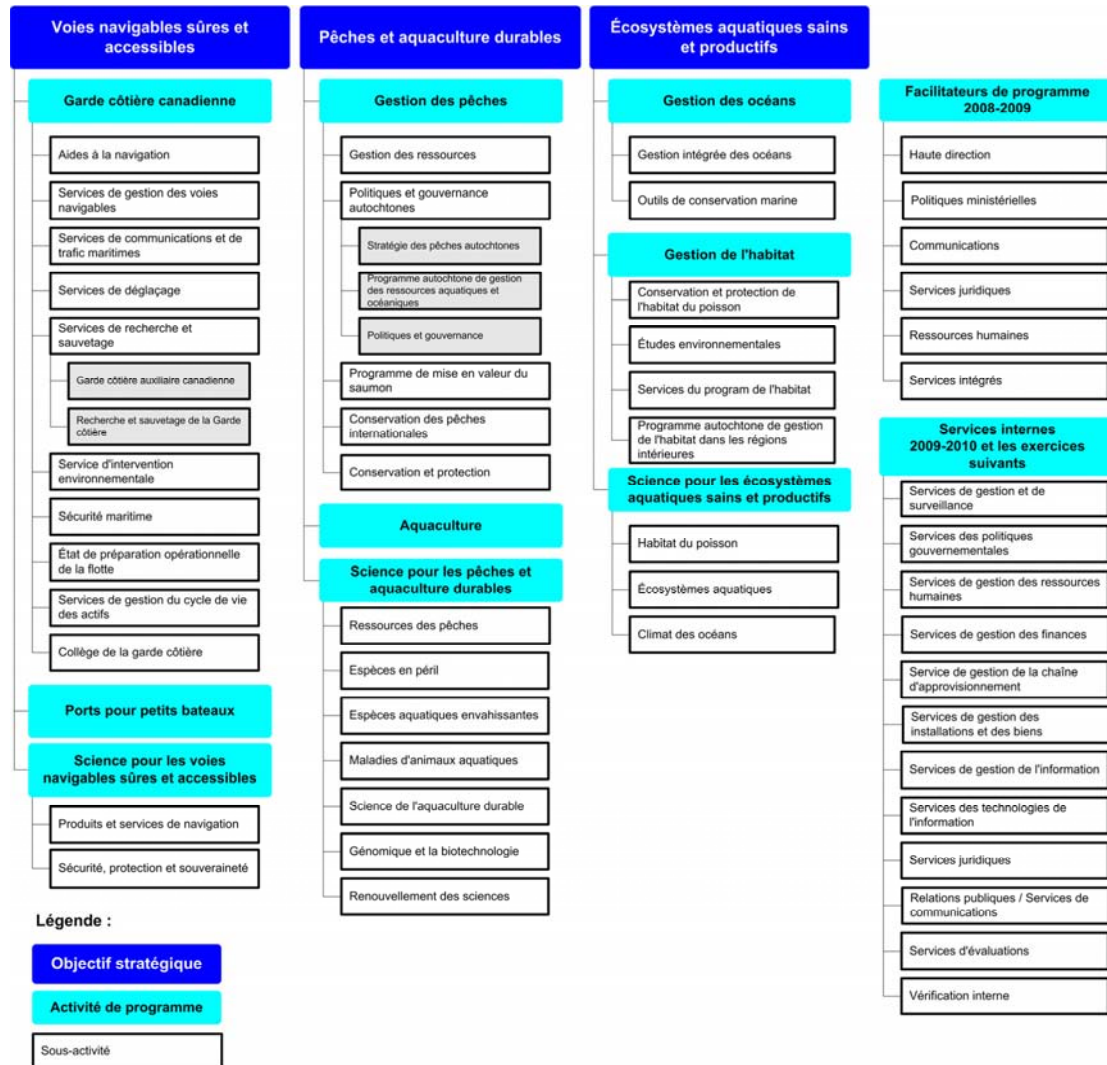 Voies navigables sûres et
accessibles
Garde côtière canadienne
Aides à la navigation
Services de gestion des voies
navigables
Services de communications et de
trafic maritimes
Services de déglaçage
Services de recherche et
sauvetage
Garde côtière auxiliaire canadienne
Recherche et sauvetage de la Garde
côtière
Service d'intervention
environnementale
Sécurité maritime
État de préparation opérationnelle
de la flotte
Services de gestion du cycle de vie
des actifs
Collège de la garde côtière
Ports pour petits bateaux
Science pour les voies
navigables sûres et accessibles
Produits et services de navigation
Sécurité, protection et souveraineté
Pêches et aquaculture durables
Gestion des pêches
Gestion des ressources
Politiques et gouvernance
autochtones
Stratégie des pêches autochtones
Programme autochtone de gestion
des ressources aquatiques et
océaniques
Politiques et gouvernance
Programme de mise en valeur du
saumon
Conservation des pêches
internationales
Conservation et protection
Aquaculture
Science pour les pêches et
aquaculture durables
Ressources des pêches
Espèces en péril
Espèces aquatiques envahissantes
Maladies d'animaux aquatiques
Science de l'aquaculture durable
Génomique et la biotechnologie
Renouvellement des sciences
Écosystèmes aquatiques sains
et productifs
Gestion des océans
Gestion intégrée des océans
Outils de conservation marine
Gestion de l'habitat
Conservation et protection de
l'habitat du poisson
Études environnementales
Services du program de l'habitat
Programme autochtone de gestion
de l'habitat dans les régions
intérieures
Science pour les écosystèmes
aquatiques sains et productifs
Habitat du poisson
Écosystèmes aquatiques
Climat des océans
Facilitateurs de programme
2008-2009
Haute direction
Politiques ministérielles
Communications
Services juridiques
Ressources humaines
Services intégrés
Services internes
2009-2010 et les exercices
suivants
Services de gestion et de
surveillance
Services des politiques
gouvernementales
Services de gestion des ressources
humaines
Services de gestion des finances
Service de gestion de la chaîne
d'approvisionnement
Services de gestion des
installations et des biens
Services de gestion de l'information
Services des technologies de
l'information
Services juridiques
Relations publiques / Services de
communications
Services d'évaluations
Vérification interne
Légende :
Objectif stratégique
Activité de programme
Sous-activité